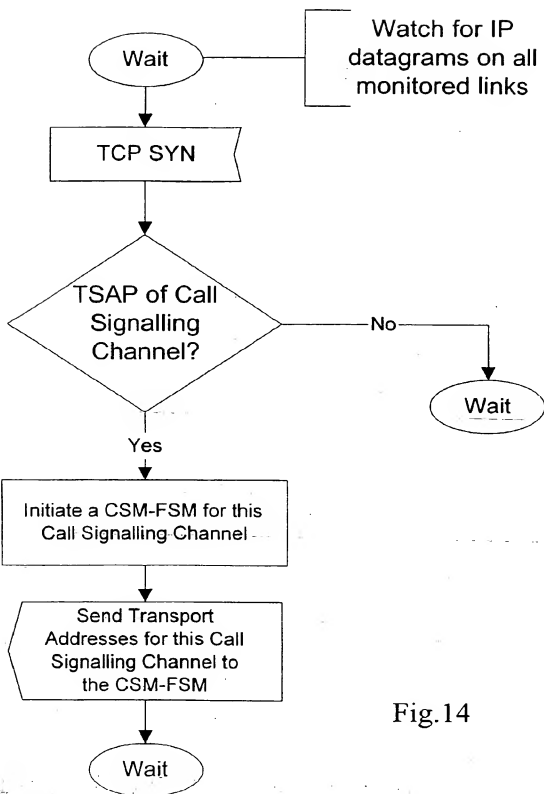 Wait
Watch for IP
datagrams on all
monitored links
TCP SYN
TSAP of Call
Signalling
Channel?
No
Wait
Yes
Initiate a CSM-FSM for this
Call Signalling Channel
Send Transport
Addresses for this Call
Signalling Channel to
the CSM-FSM
Fig.14
Wait